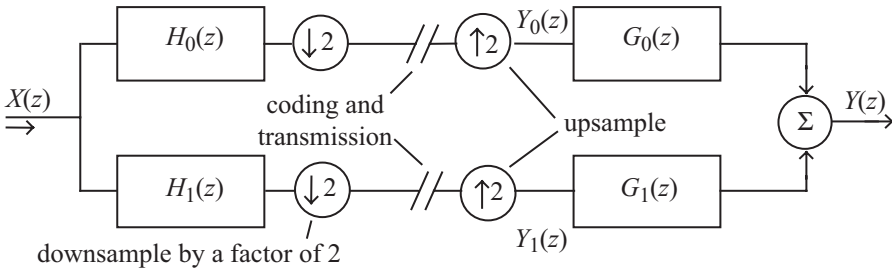 H₀(z)
↓2
↑2
Y₀(z)
G₀(z)
X(z)
coding and
transmission
upsample
Σ
Y(z)
H₁(z)
↓2
↑2
G₁(z)
Y₁(z)
downsample by a factor of 2